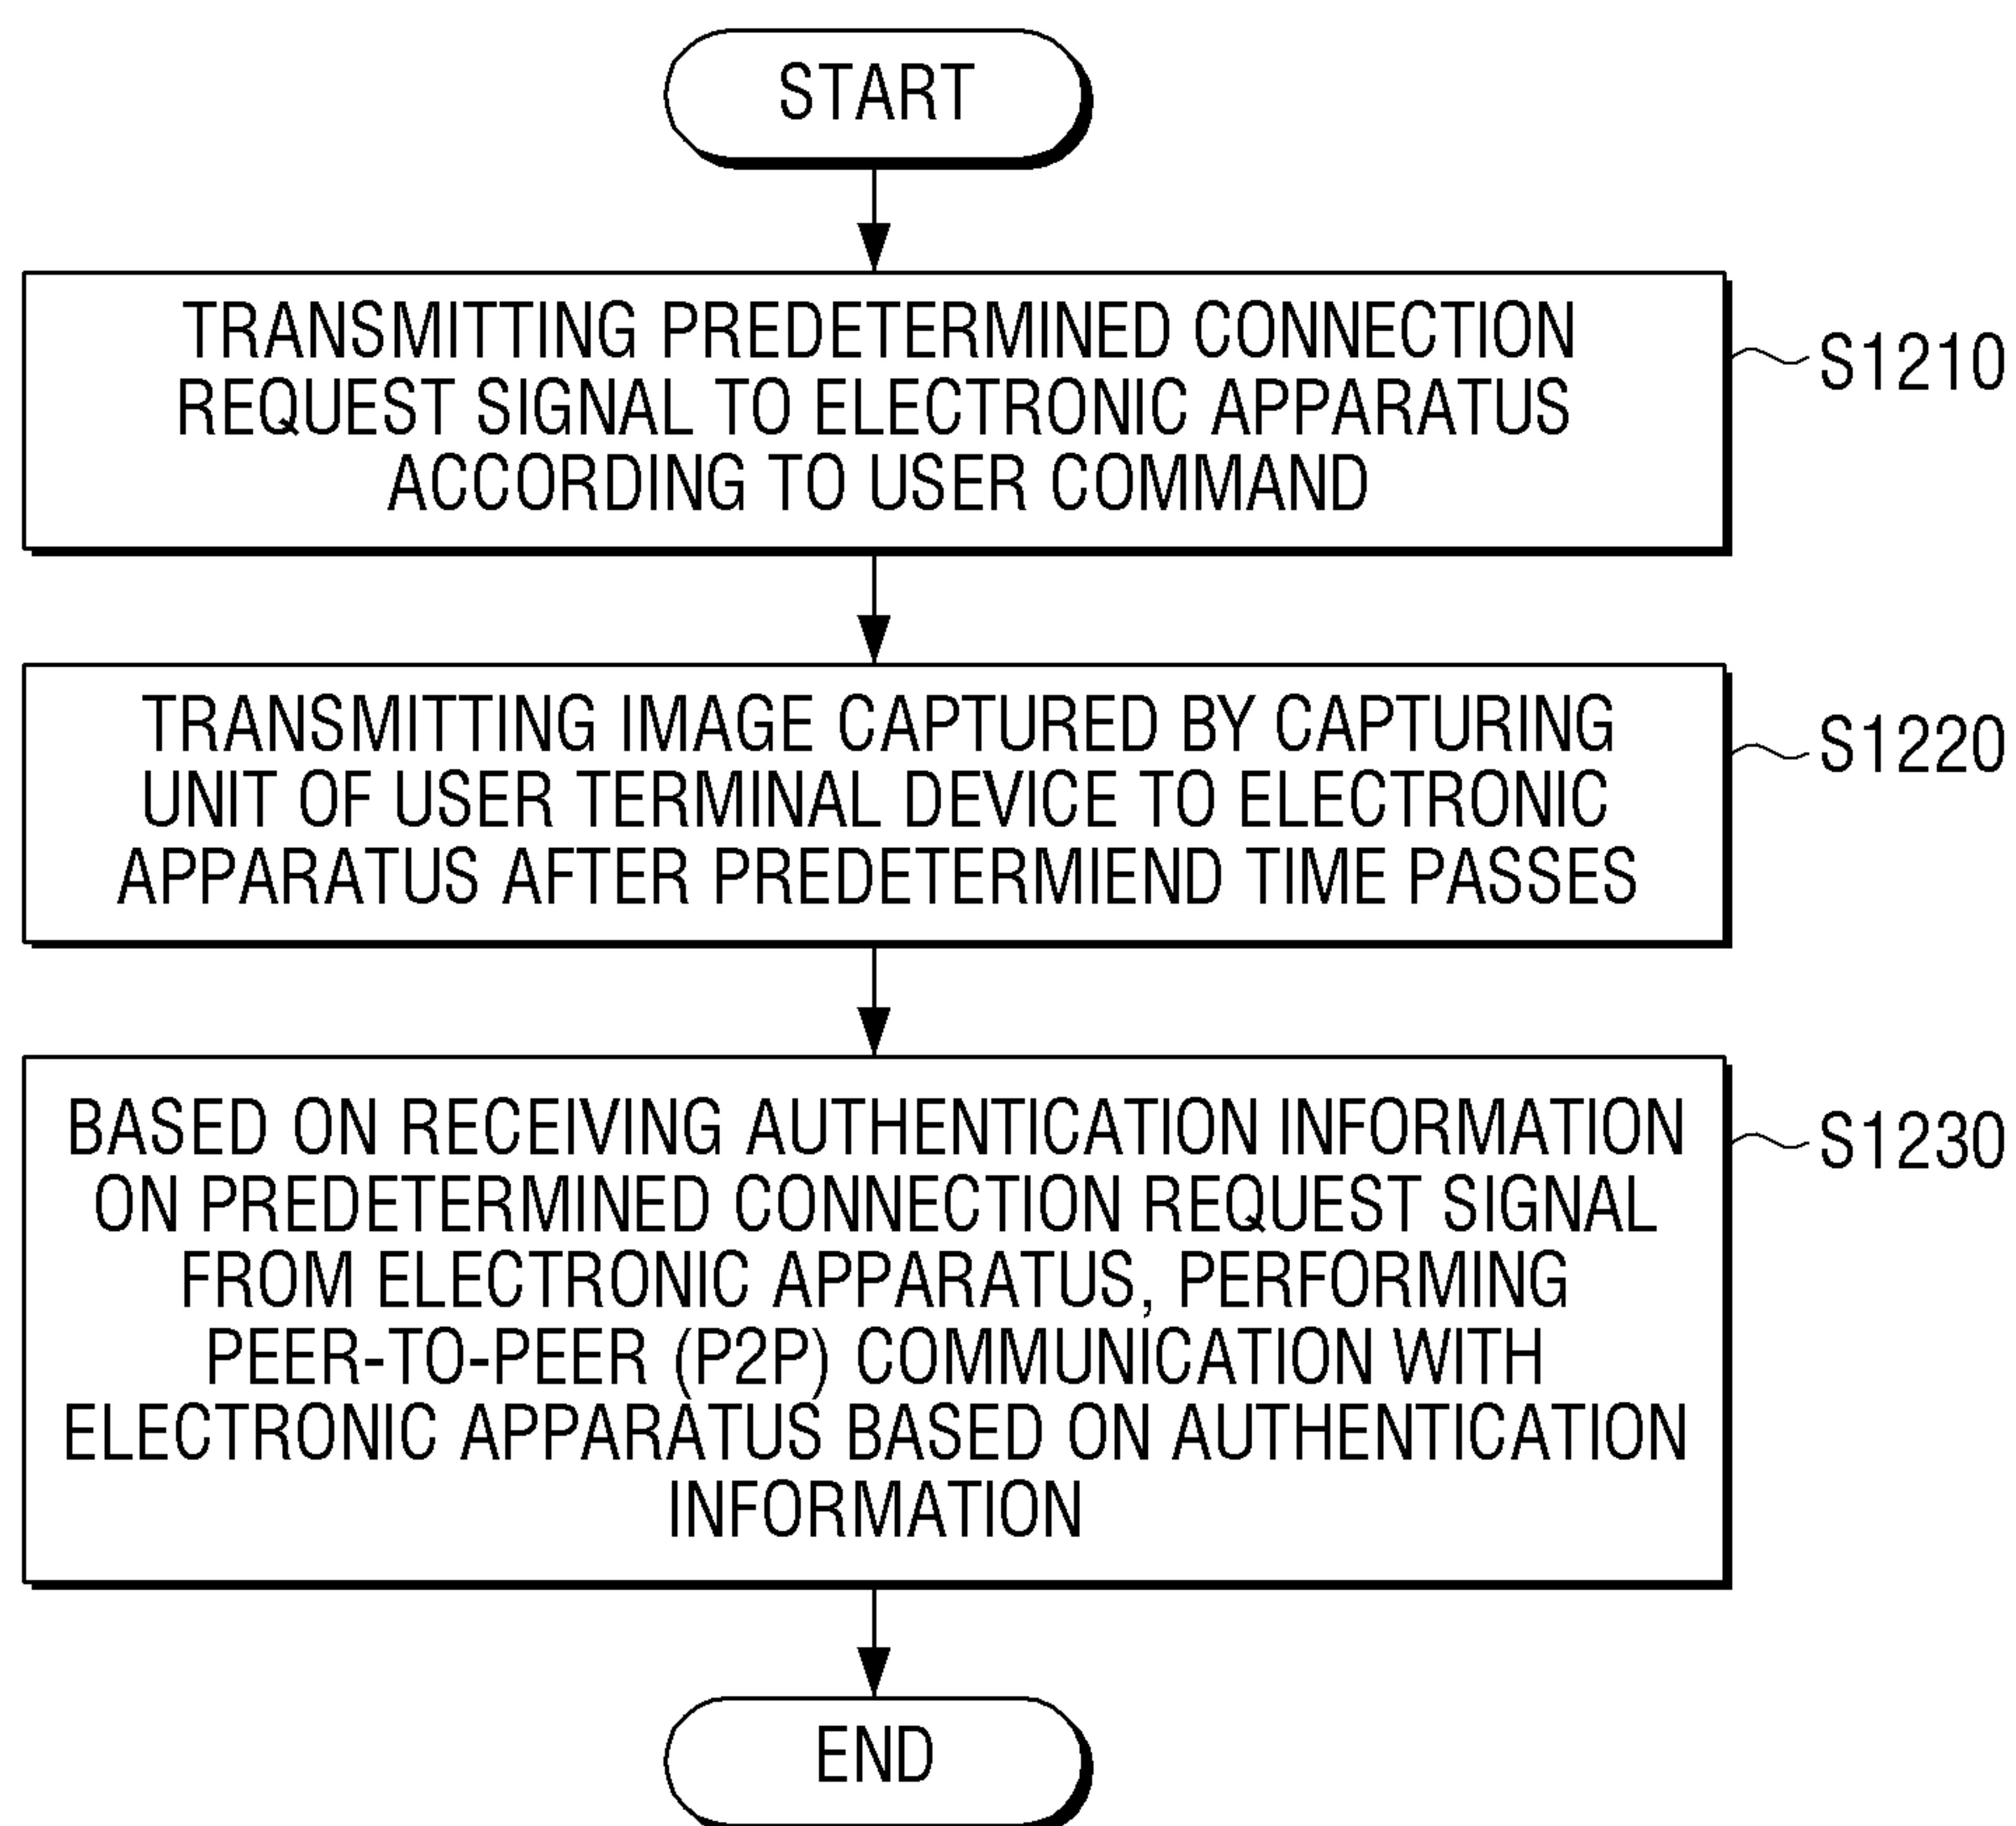 START
TRANSMITTING PREDETERMINED CONNECTION
REQUEST SIGNAL TO ELECTRONIC APPARATUS
ACCORDING TO USER COMMAND
S1210
TRANSMITTING IMAGE CAPTURED BY CAPTURING
UNIT OF USER TERMINAL DEVICE TO ELECTRONIC
APPARATUS AFTER PREDETERMIEND TIME PASSES
S1220
BASED ON RECEIVING AUTHENTICATION INFORMATION
ON PREDETERMINED CONNECTION REQUEST SIGNAL
FROM ELECTRONIC APPARATUS, PERFORMING
PEER-TO-PEER (P2P) COMMUNICATION WITH
ELECTRONIC APPARATUS BASED ON AUTHENTICATION
INFORMATION
S1230
END